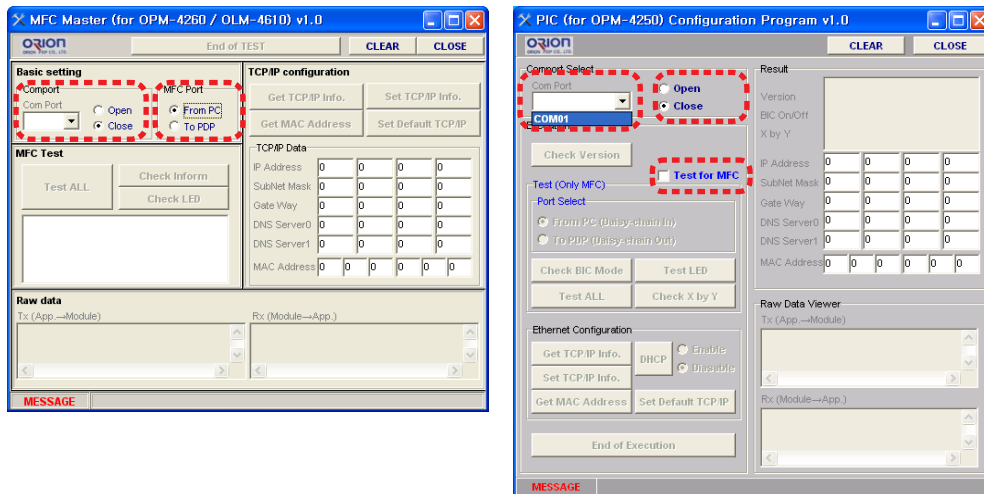 MFC Master (for OPM-4260 / OLM-4610) v1.0
ORION
End of TEST
CLEAR
CLOSE
Basic setting
Comport
Com Port
Open
Close
MFC Port
From PC
To PDP
MFC Test
Test ALL
Check Inform
Check LED
TCP/IP configuration
Get TCP/IP Info.
Set TCP/IP Info.
Get MAC Address
Set Default TCP/IP
TCP/IP Data
IP Address 0 0 0 0
SubNet Mask 0 0 0 0
Gate Way 0 0 0 0
DNS Server0 0 0 0 0
DNS Server1 0 0 0 0
MAC Address 0 0 0 0 0 0
Raw data
Tx (App.→Module)
Rx (Module→App.)
MESSAGE
PIC (for OPM-4250) Configuration Program v1.0
ORION
CLEAR
CLOSE
Comport Select
Com Port
COM01
Open
Close
Check Version
Test for MFC
Test (Only MFC)
Port Select
From PC (Daisy-chain In)
To PDP (Daisy-chain Out)
Check BIC Mode
Test LED
Test ALL
Check X by Y
Ethernet Configuration
Get TCP/IP Info.
Set TCP/IP Info.
DHCP
Enable
Diasable
Get MAC Address
Set Default TCP/IP
End of Execution
Result
Version
BIC On/Off
X by Y
IP Address 0 0 0 0
SubNet Mask 0 0 0 0
Gate Way 0 0 0 0
DNS Server0 0 0 0 0
DNS Server1 0 0 0 0
MAC Address 0 0 0 0 0 0
Raw Data Viewer
Tx (App.→Module)
Rx (Module→App.)
MESSAGE